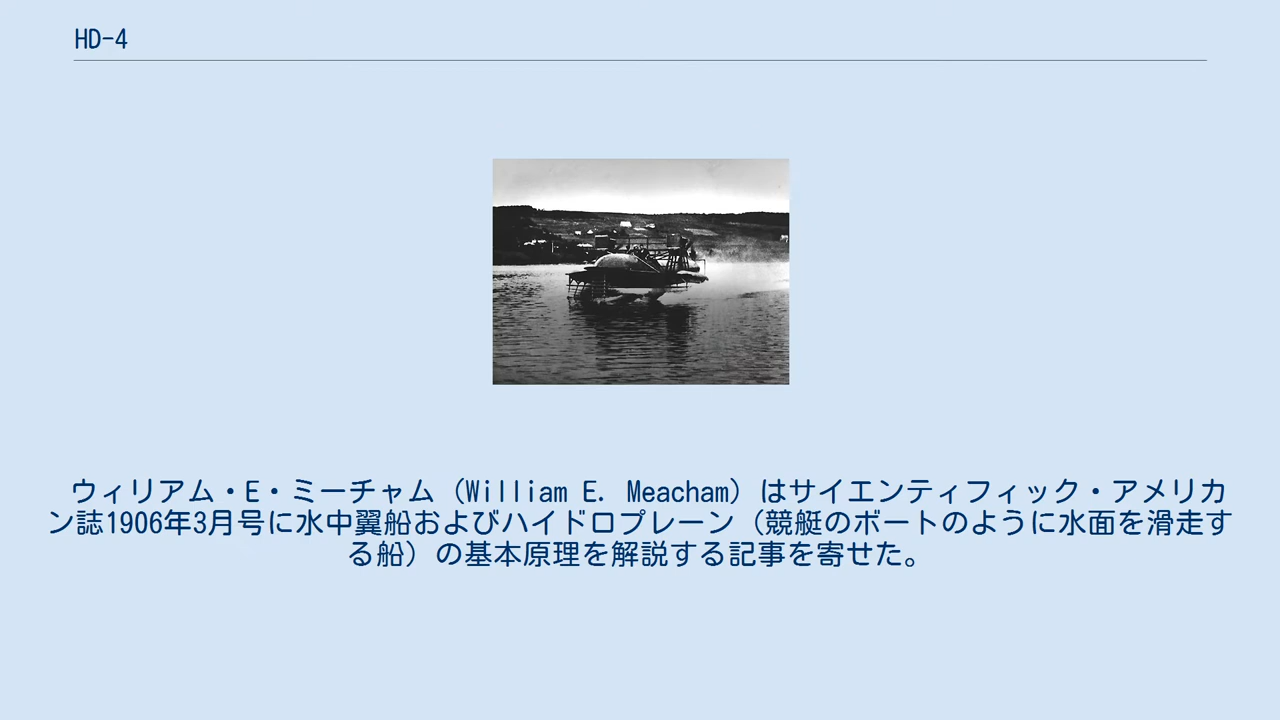 HD-4
ウィリアム・E・ミーチャム（William E. Meacham）はサイエンティフィック・アメリカ
ン誌1906年3月号に水中翼船およびハイドロプレーン（競艇のボートのように水面を滑走す
る船）の基本原理を解説する記事を寄せた。